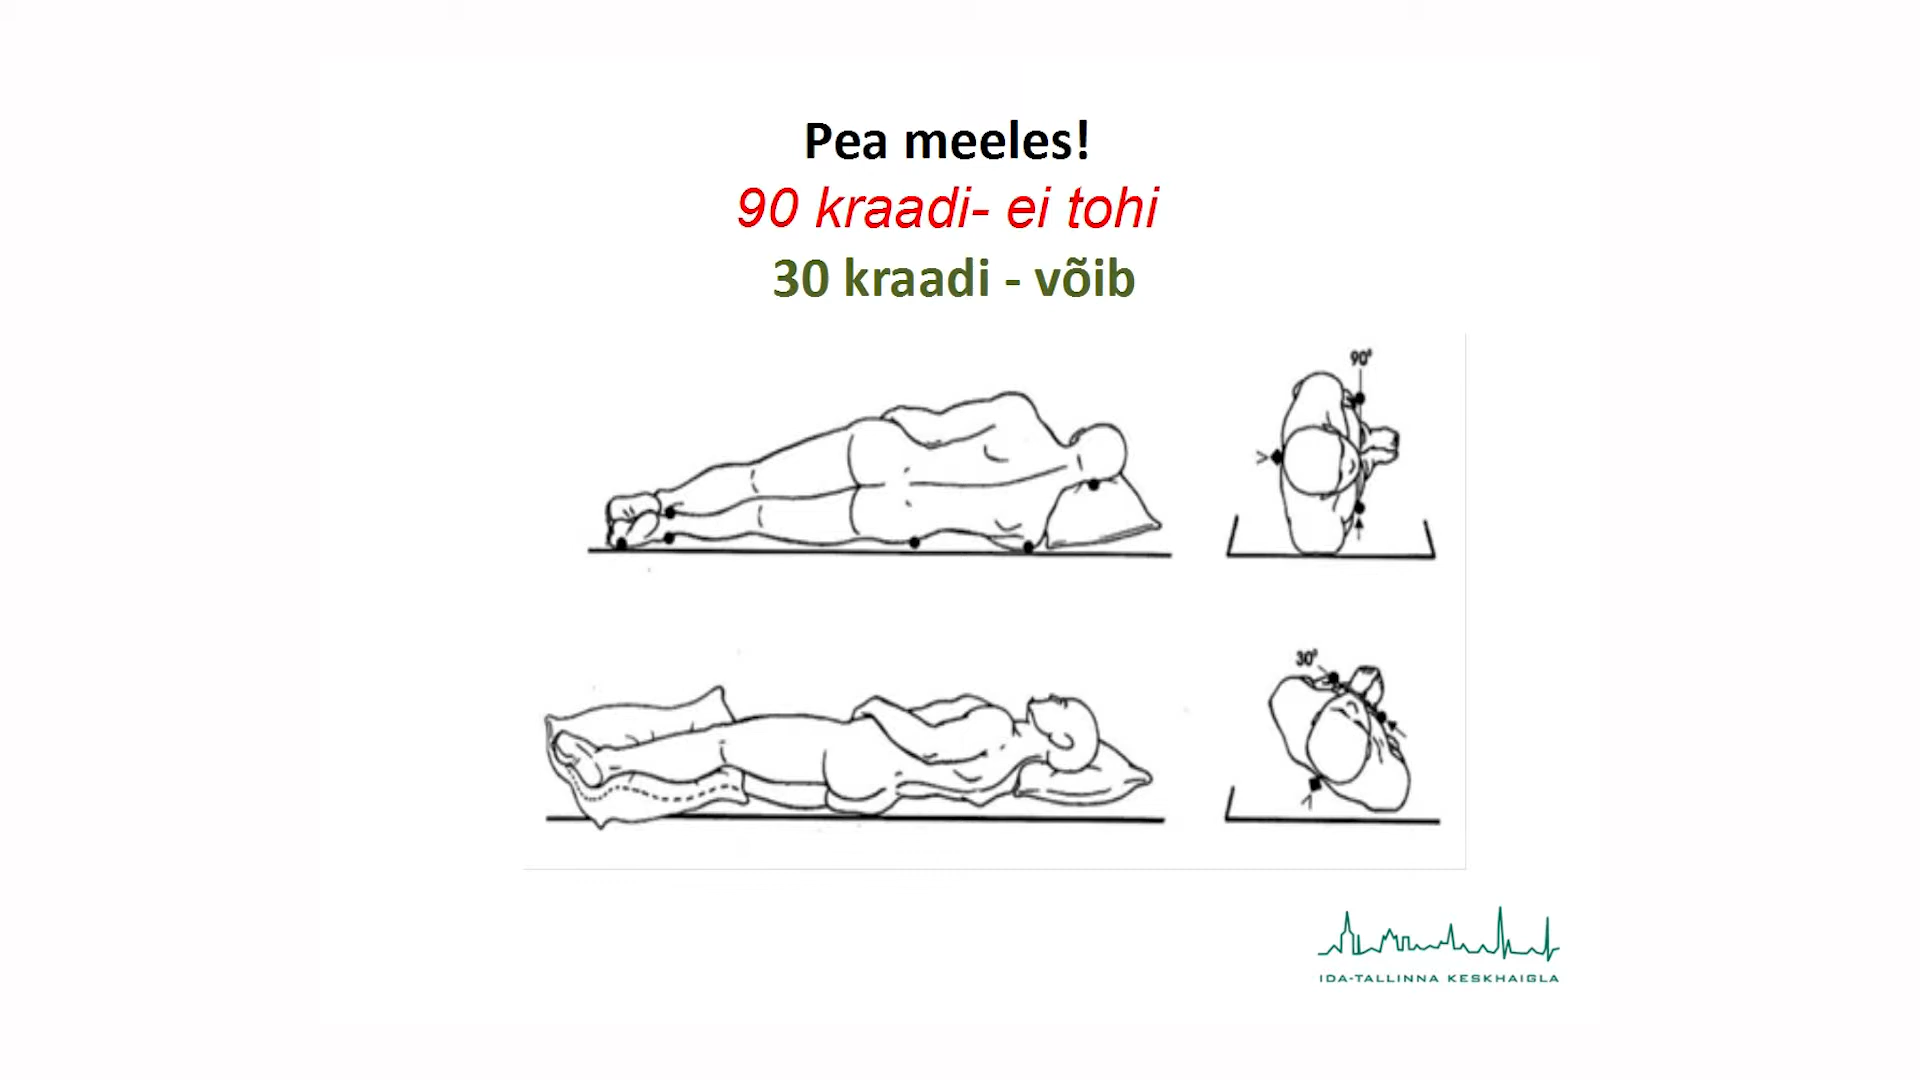 Pea meeles!
90 kraadi- ei tohi
30 kraadi - võib
90°
30°
IDA-TALLINNA KESKHAIGLA